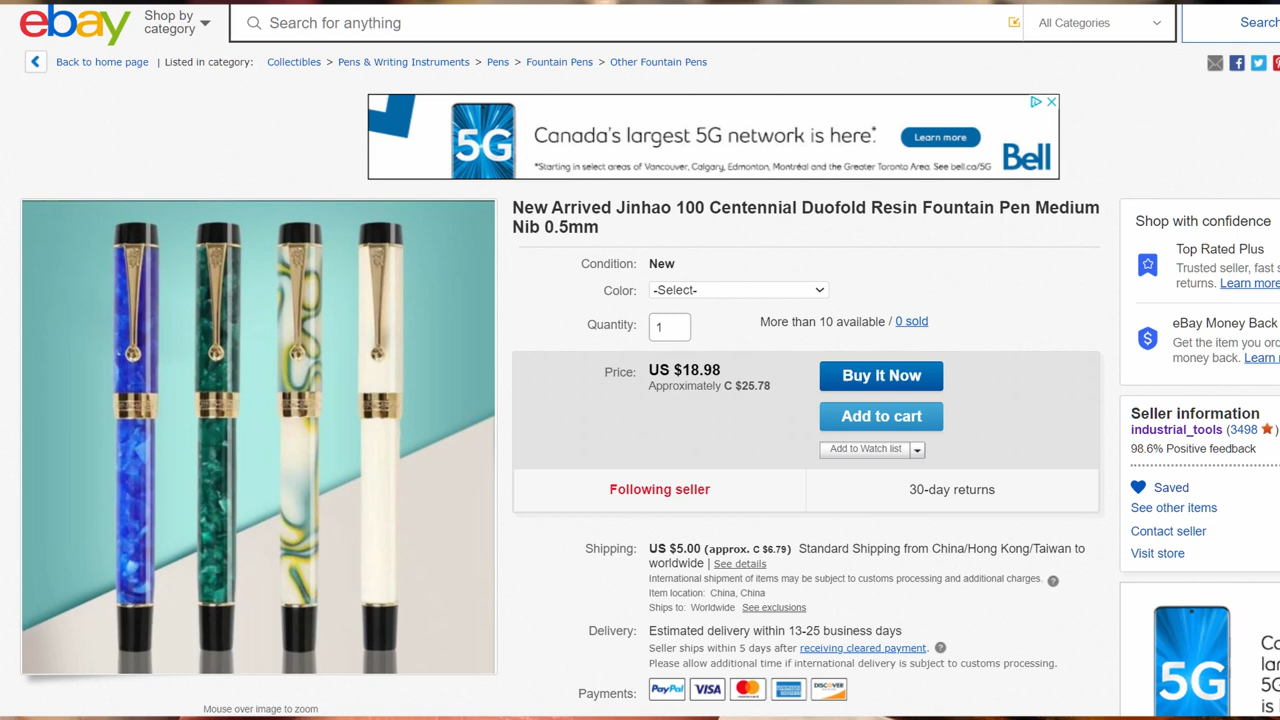 ebay
Shop by
category
Search for anything
All Categories
Search
Back to home page | Listed in category: Collectibles > Pens & Writing Instruments > Pens > Fountain Pens > Other Fountain Pens
5G
Canada's largest 5G network is here.*
Learn more
*Starting in select areas of Vancouver, Calgary, Edmonton, Montréal and the Greater Toronto Area. See bell.ca/5G
Bell
New Arrived Jinhao 100 Centennial Duofold Resin Fountain Pen Medium
Nib 0.5mm
Condition: New
Color: -Select-
Quantity: 1
More than 10 available / 0 sold
Price: US $18.98
Approximately C $25.78
Buy It Now
Add to cart
Add to Watch list
Following seller
30-day returns
Shipping: US $5.00 (approx. C $6.79) Standard Shipping from China/Hong Kong/Taiwan to
worldwide | See details
International shipment of items may be subject to customs processing and additional charges.
Item location: China, China
Ships to: Worldwide See exclusions
Delivery: Estimated delivery within 13-25 business days
Seller ships within 5 days after receiving cleared payment.
Please allow additional time if international delivery is subject to customs processing.
Payments: PayPal VISA MasterCard DISCOVER
Mouse over image to zoom
Shop with confidence
Top Rated Plus
Trusted seller, fast s
returns. Learn more
eBay Money Back
Get the item you ord
money back. Learn
Seller information
industrial_tools (3498 )
98.6% Positive feedback
Saved
See other items
Contact seller
Visit store
5G
Ca
lar
5G
is